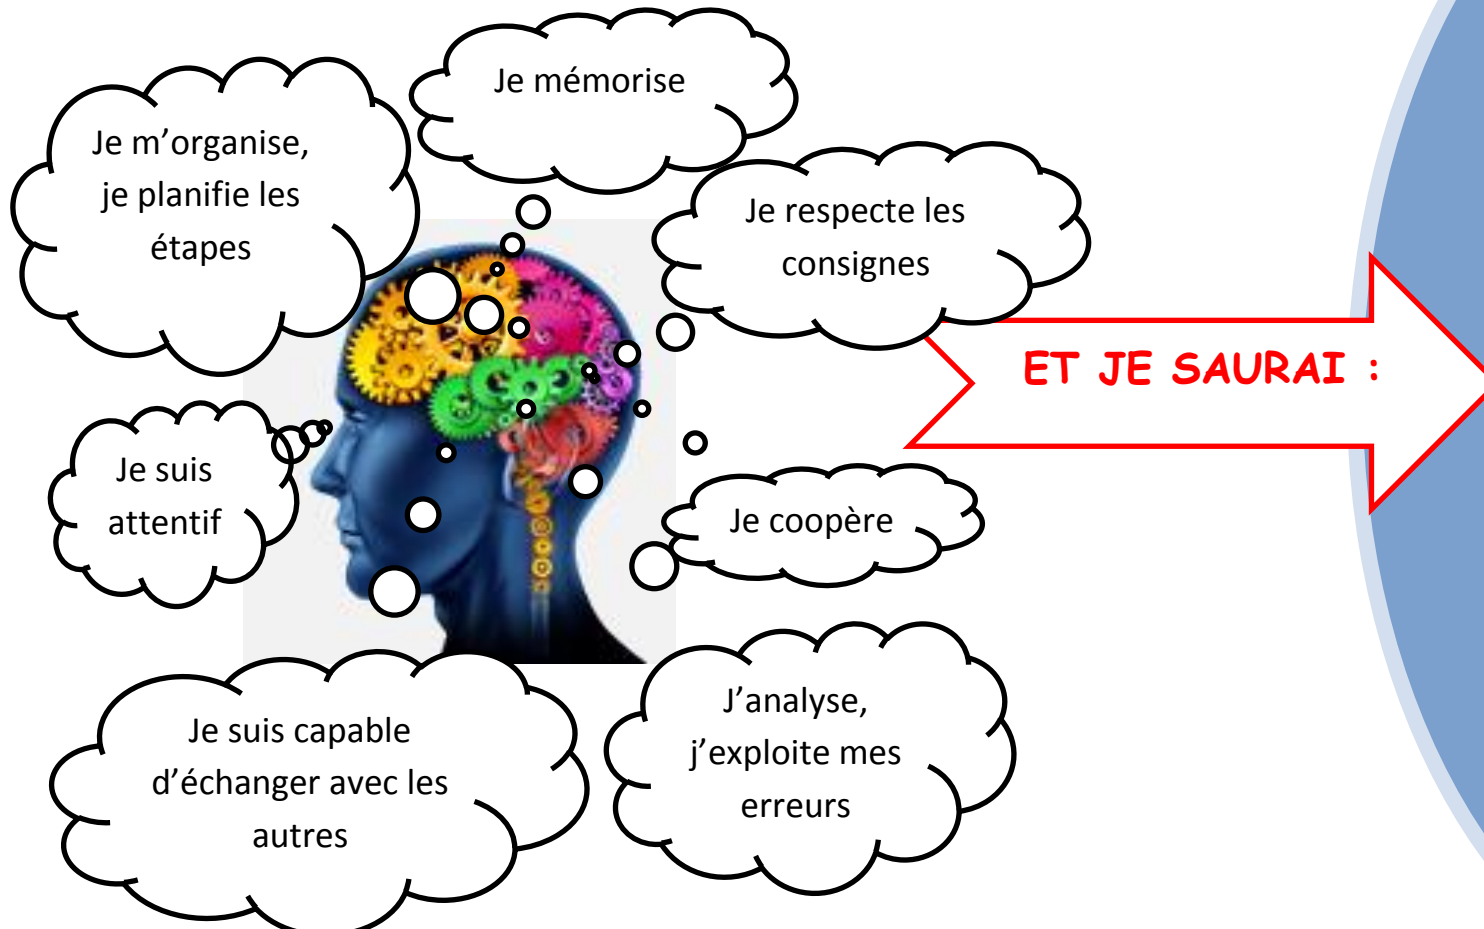 Je mémorise
Je m’organise,
je planifie les
étapes
Je respecte les
consignes
ET JE SAURAI :
Je suis
attentif
Je coopère
Je suis capable
d’échanger avec les
autres
J’analyse,
j’exploite mes
erreurs